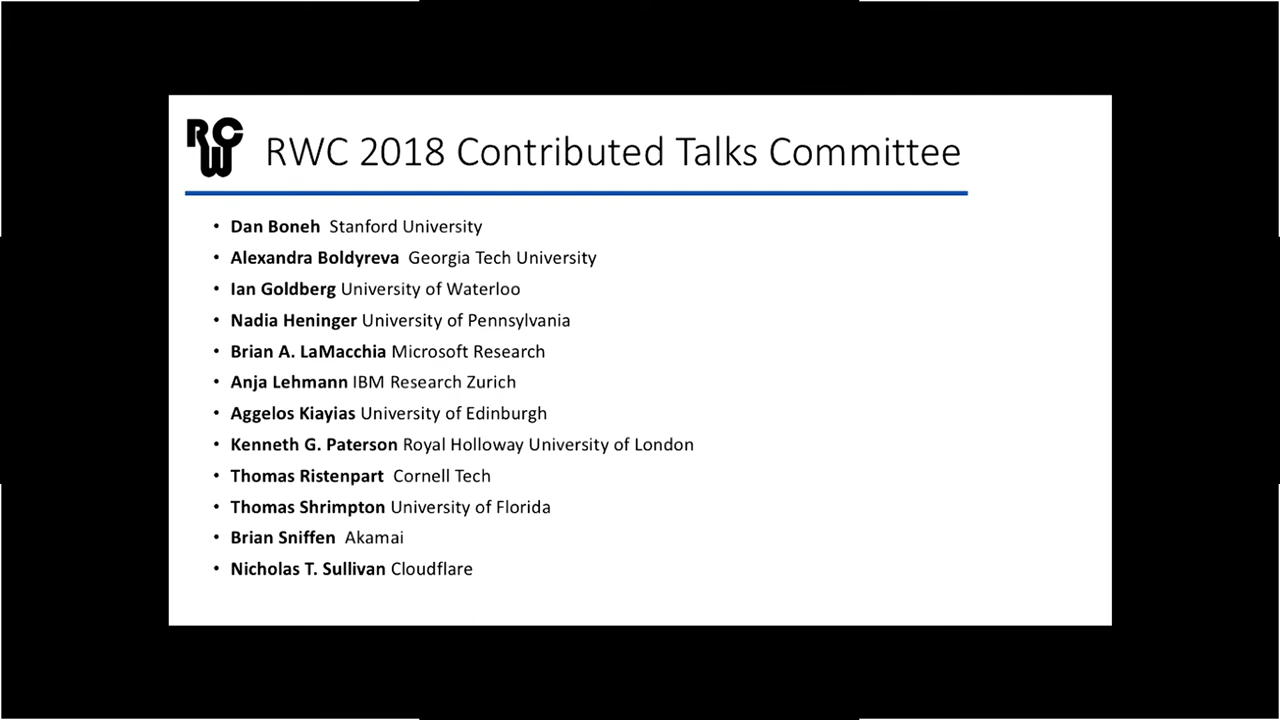 RCW
RWC 2018 Contributed Talks Committee
• Dan Boneh Stanford University
• Alexandra Boldyreva Georgia Tech University
• Ian Goldberg University of Waterloo
• Nadia Heninger University of Pennsylvania
• Brian A. LaMacchia Microsoft Research
• Anja Lehmann IBM Research Zurich
• Aggelos Kiayias University of Edinburgh
• Kenneth G. Paterson Royal Holloway University of London
• Thomas Ristenpart Cornell Tech
• Thomas Shrimpton University of Florida
• Brian Sniffen Akamai
• Nicholas T. Sullivan Cloudflare